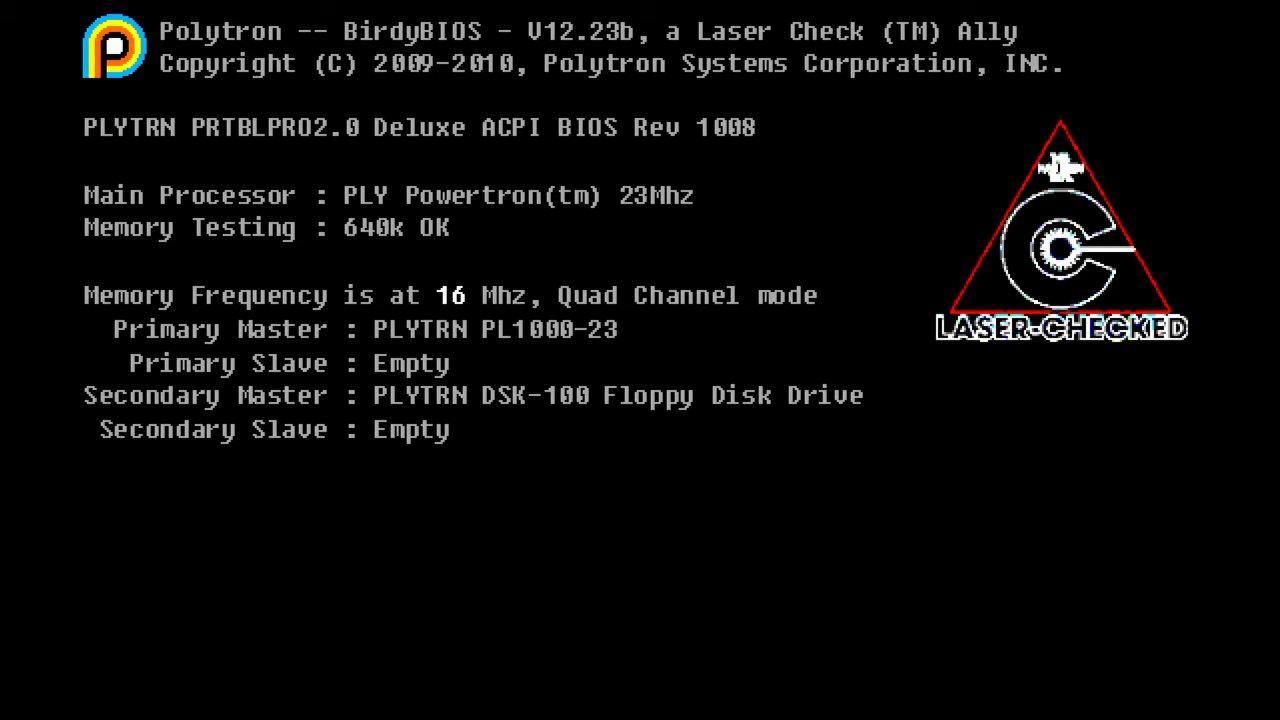 Polytron -- BirdyBIOS - V12.23b, a Laser Check (TM) Ally
Copyright (C) 2009-2010, Polytron Systems Corporation, INC.
PLYTRN PRTBLPRO2.0 Deluxe ACPI BIOS Rev 1008
Main Processor : PLY Powertron(tm) 23Mhz
Memory Testing : 640k OK
Memory Frequency is at 16 Mhz, Quad Channel mode
Primary Master : PLYTRN PL1000-23
Primary Slave : Empty
Secondary Master : PLYTRN DSK-100 Floppy Disk Drive
Secondary Slave : Empty
LASER-CHECKED